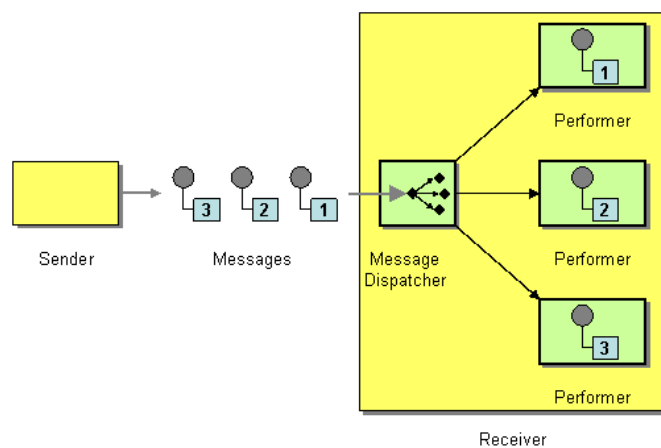 1
Performer
3 2 1
2
Sender
Messages
Message
Dispatcher
Performer
3
Performer
Receiver